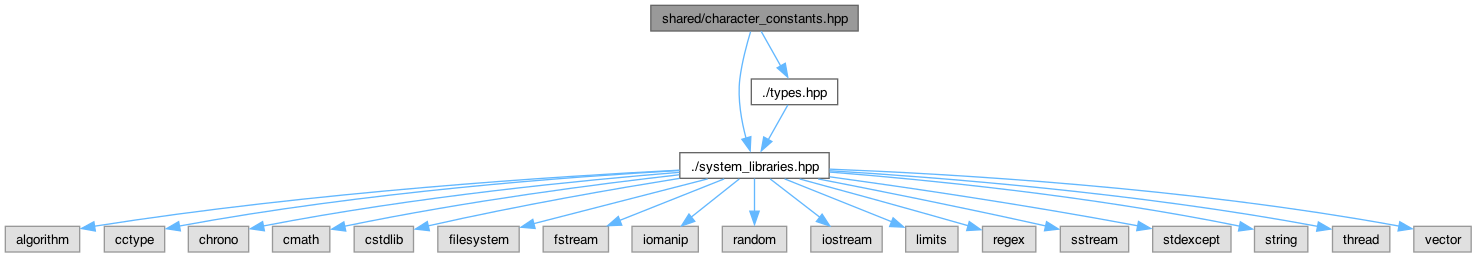 shared/character_constants.hpp
./types.hpp
./system_libraries.hpp
algorithm
cctype
chrono
cmath
cstdlib
filesystem
fstream
iomanip
random
iostream
limits
regex
sstream
stdexcept
string
thread
vector